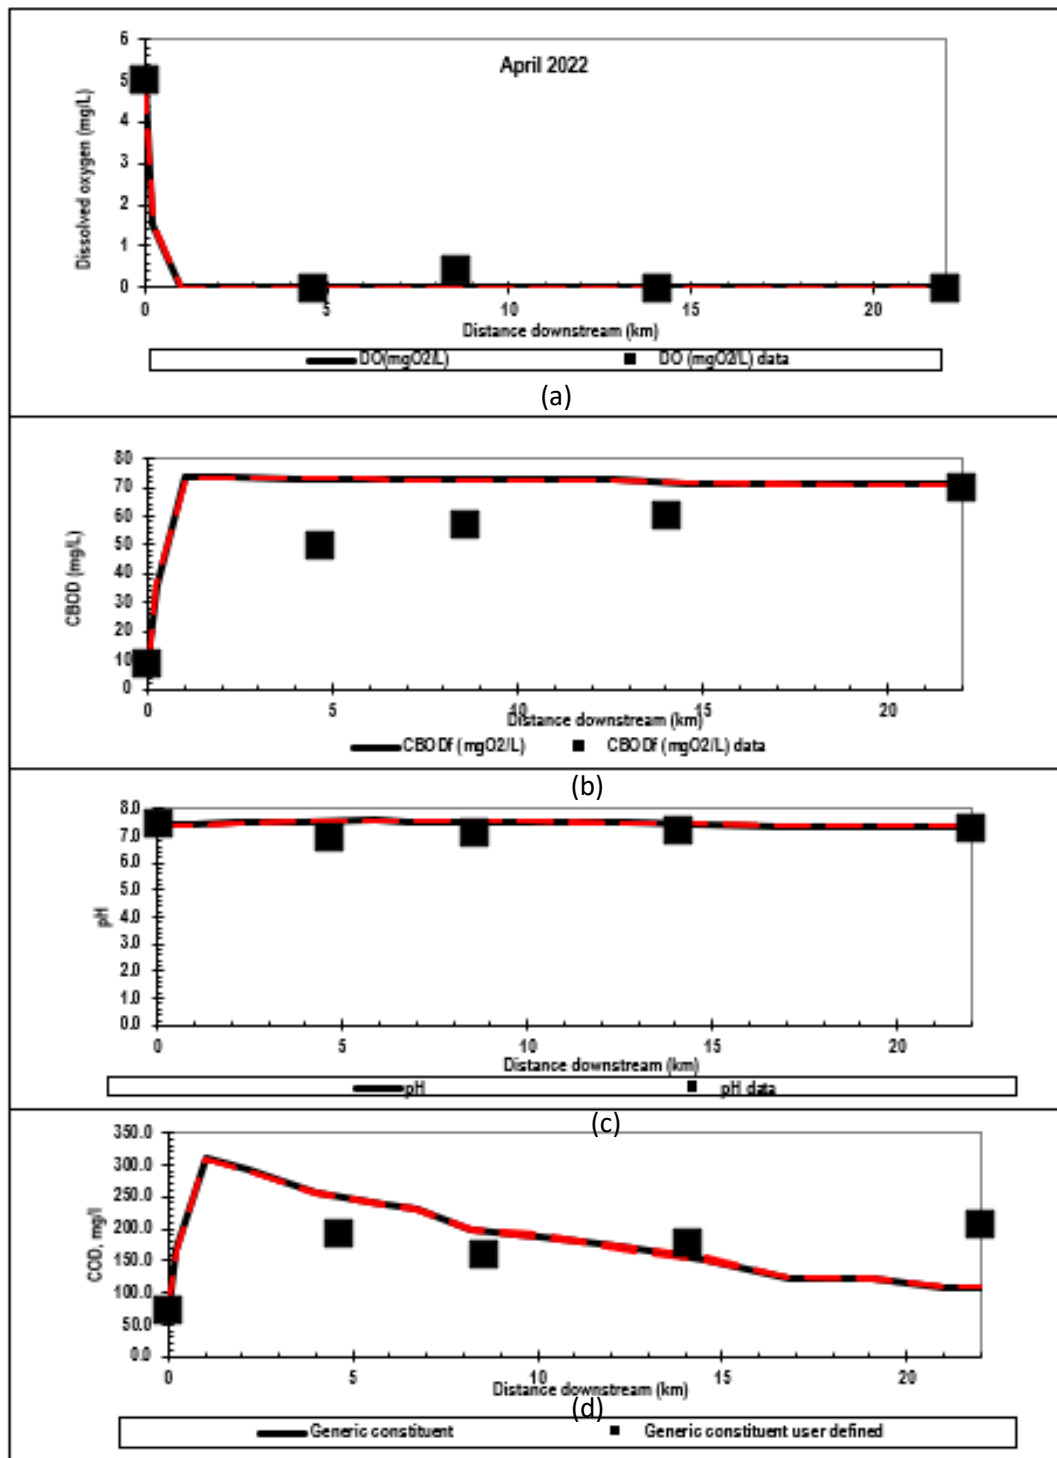 April 2022
Dissolved oxygen (mg/L)
6
5
4
3
2
1
0
0 5 10 15 20
Distance downstream (km)
DO(mgO2/L) DO (mgO2/L) data
(a)
CBOD (mg/L)
80
70
60
50
40
30
20
10
0
0 5 10 15 20
Distance downstream (km)
CBODf (mgO2/L) CBODf (mgO2/L) data
(b)
pH
8.0
7.0
6.0
5.0
4.0
3.0
2.0
1.0
0.0
0 5 10 15 20
Distance downstream (km)
pH pH data
(c)
COD, mg/l
350.0
300.0
250.0
200.0
150.0
100.0
50.0
0.0
0 5 10 15 20
Distance downstream (km)
(d)
Generic constituent Generic constituent user defined